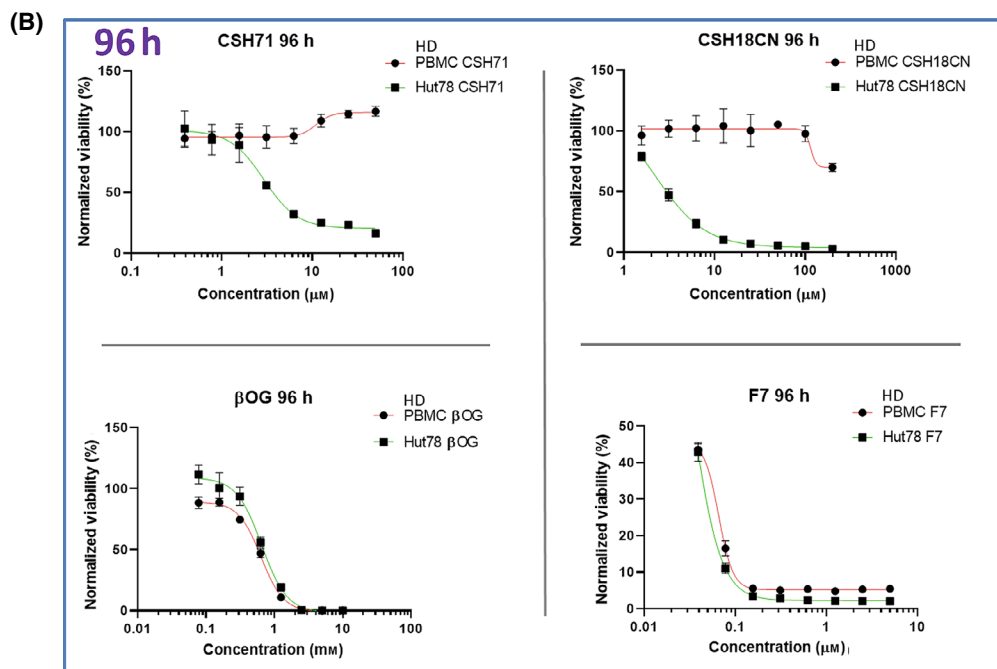 (B)
96 h
CSH71 96 h
HD
PBMC CSH71
Hut78 CSH71
Normalized viability (%)
150
100
50
0
0.1 1 10 100
Concentration (μM)
CSH18CN 96 h
HD
PBMC CSH18CN
Hut78 CSH18CN
Normalized viability (%)
150
100
50
0
1 10 100 1000
Concentration (μM)
βOG 96 h
HD
PBMC βOG
Hut78 βOG
Normalized viability (%)
150
100
50
0
0.01 0.1 1 10 100
Concentration (mM)
F7 96 h
HD
PBMC F7
Hut78 F7
Normalized viability (%)
50
40
30
20
10
0
0.01 0.1 1 10
Concentration (μM)